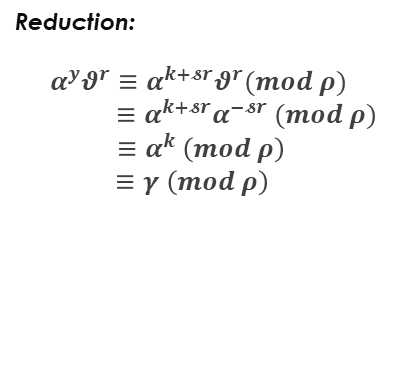 Reduction:
α^y ϑ^r ≡ α^{k+sr} ϑ^r (mod ρ)
≡ α^{k+sr} α^{−sr} (mod ρ)
≡ α^k (mod ρ)
≡ γ (mod ρ)